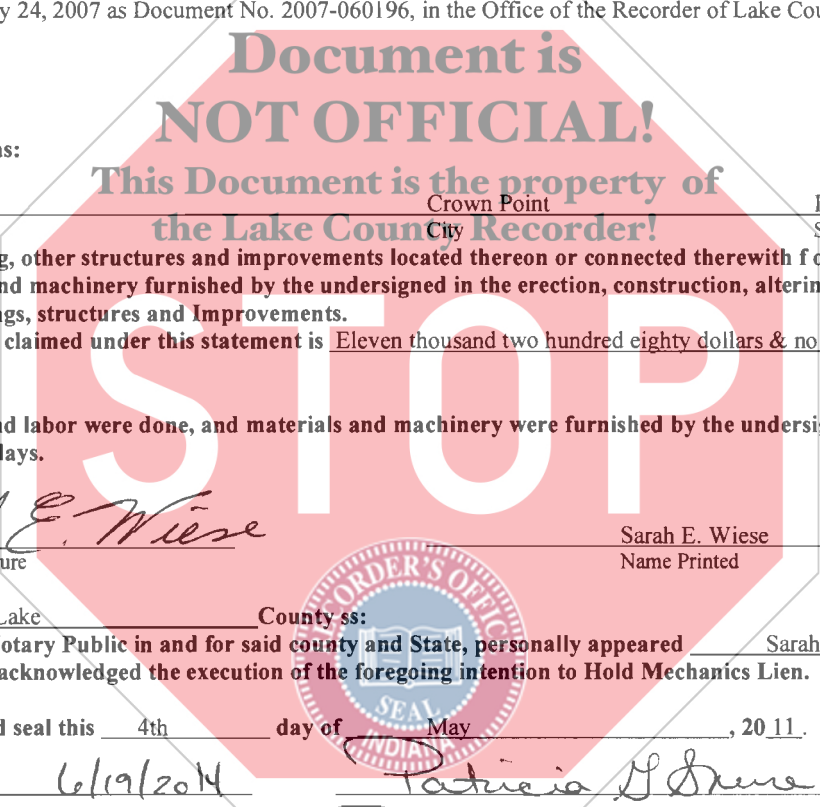 y 24, 2007 as Document No. 2007-060196, in the Office of the Recorder of Lake Cou
Document is
NOT OFFICIAL!
as:
This Document is the property of
Crown Point
the Lake County Recorder!
City
g, other structures and improvements located thereon or connected therewith f o
nd machinery furnished by the undersigned in the erection, construction, alterin
ngs, structures and Improvements.
claimed under this statement is Eleven thousand two hundred eighty dollars & no
STOP
nd labor were done, and materials and machinery were furnished by the undersig
days.
E. Wiese
Sarah E. Wiese
ure
Name Printed
RECORDER'S OFFICE
Lake County ss:
Notary Public in and for said county and State, personally appeared Sarah
acknowledged the execution of the foregoing intention to Hold Mechanics Lien.
SEAL
d seal this 4th day of May , 20 11 .
INDIANA
6/19/2014 Patricia G